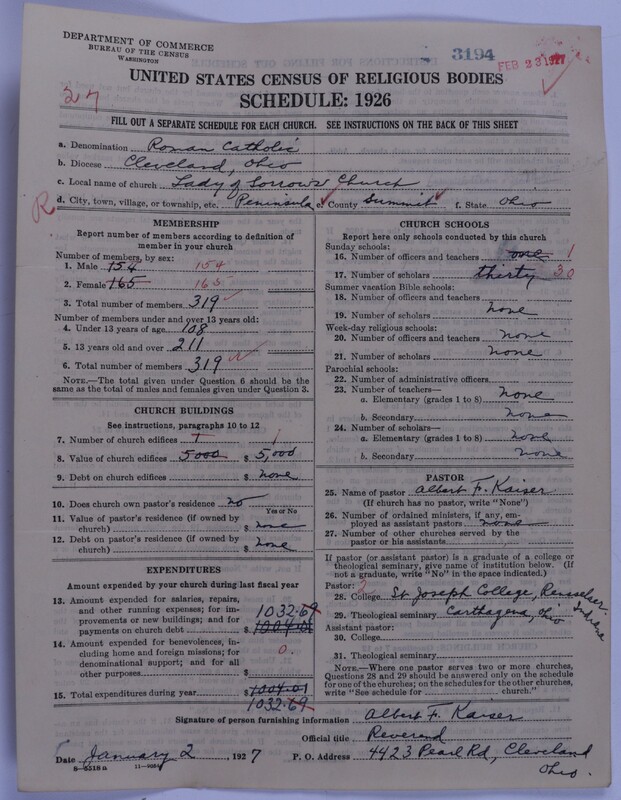 DEPARTMENT OF COMMERCE
BUREAU OF THE CENSUS
WASHINGTON
3194
FEB 23 1927
UNITED STATES CENSUS OF RELIGIOUS BODIES
27
SCHEDULE: 1926
FILL OUT A SEPARATE SCHEDULE FOR EACH CHURCH. SEE INSTRUCTIONS ON THE BACK OF THIS SHEET
a. Denomination Roman Catholic
b. Diocese Cleveland, Ohio
c. Local name of church Lady of Sorrows Church
R d. City, town, village, or township, etc. Peninsula e. County Summit f. State Ohio
MEMBERSHIP
Report number of members according to definition of
member in your church
Number of members, by sex:
1. Male 154 154
2. Female 165 165
3. Total number of members 319
Number of members under and over 13 years old:
4. Under 13 years of age 108
5. 13 years old and over 211
6. Total number of members 319
NOTE.—The total given under Question 6 should be
same as the total of males and females given under Question 3.
CHURCH BUILDINGS
See instructions, paragraphs 10 to 12
7. Number of church edifices 1 1
8. Value of church edifices 5000 $ 5,000
9. Debt on church edifices $ none
10. Does church own pastor's residence? no
Yes or No
11. Value of pastor's residence (if owned by
church) $ none
12. Debt on pastor's residence (if owned by
church) $ none
EXPENDITURES
Amount expended by your church during last fiscal year
13. Amount expended for salaries, repairs,
and other running expenses; for im-
provements or new buildings; and for
payments on church debt $ 1004.01
1032.69
14. Amount expended for benevolences, in-
cluding home and foreign missions; for
denominational support; and for all
other purposes $
0.
15. Total expenditures during year $ 1004.01
1032.69
CHURCH SCHOOLS
Report here only schools conducted by this church
Sunday schools:
16. Number of officers and teachers one 1
17. Number of scholars thirty 30
Summer vacation Bible schools:
18. Number of officers and teachers
19. Number of scholars none
Week-day religious schools:
20. Number of officers and teachers none
21. Number of scholars none
Parochial schools:
22. Number of administrative officers
23. Number of teachers—
a. Elementary (grades 1 to 8) none
b. Secondary none
24. Number of scholars—
a. Elementary (grades 1 to 8) none
b. Secondary none
PASTOR
25. Name of pastor Albert F. Kaiser
(If church has no pastor, write "None")
26. Number of ordained ministers, if any, em-
ployed as assistant pastors none
27. Number of other churches served by the
pastor or his assistants
If pastor (or assistant pastor) is a graduate of a college or
theological seminary, give name of institution below. (If
not a graduate, write "No" in the space indicated.)
Pastor: 2
28. College St Joseph College, Rensselaer Indiana
29. Theological seminary Carthagena, Ohio
Assistant pastor:
30. College
31. Theological seminary
NOTE.—Where one pastor serves two or more churches,
Questions 28 and 29 should be answered only on the schedule
for one of the churches; on the schedules for the other churches,
write "See schedule for church."
Signature of person furnishing information Albert F. Kaiser
Official title Reverend
Date January 2, 1927 P. O. Address 4423 Pearl Rd, Cleveland
Ohio.
8-5518a